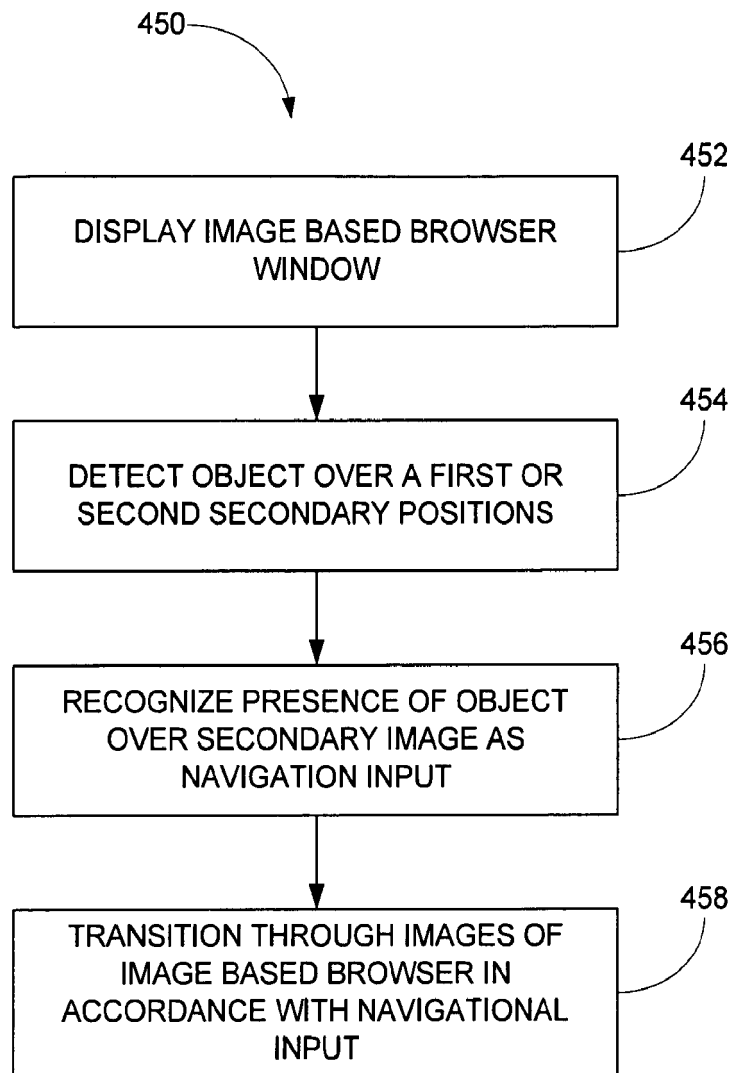 450
452
DISPLAY IMAGE BASED BROWSER
WINDOW
454
DETECT OBJECT OVER A FIRST OR
SECOND SECONDARY POSITIONS
456
RECOGNIZE PRESENCE OF OBJECT
OVER SECONDARY IMAGE AS
NAVIGATION INPUT
458
TRANSITION THROUGH IMAGES OF
IMAGE BASED BROWSER IN
ACCORDANCE WITH NAVIGATIONAL
INPUT